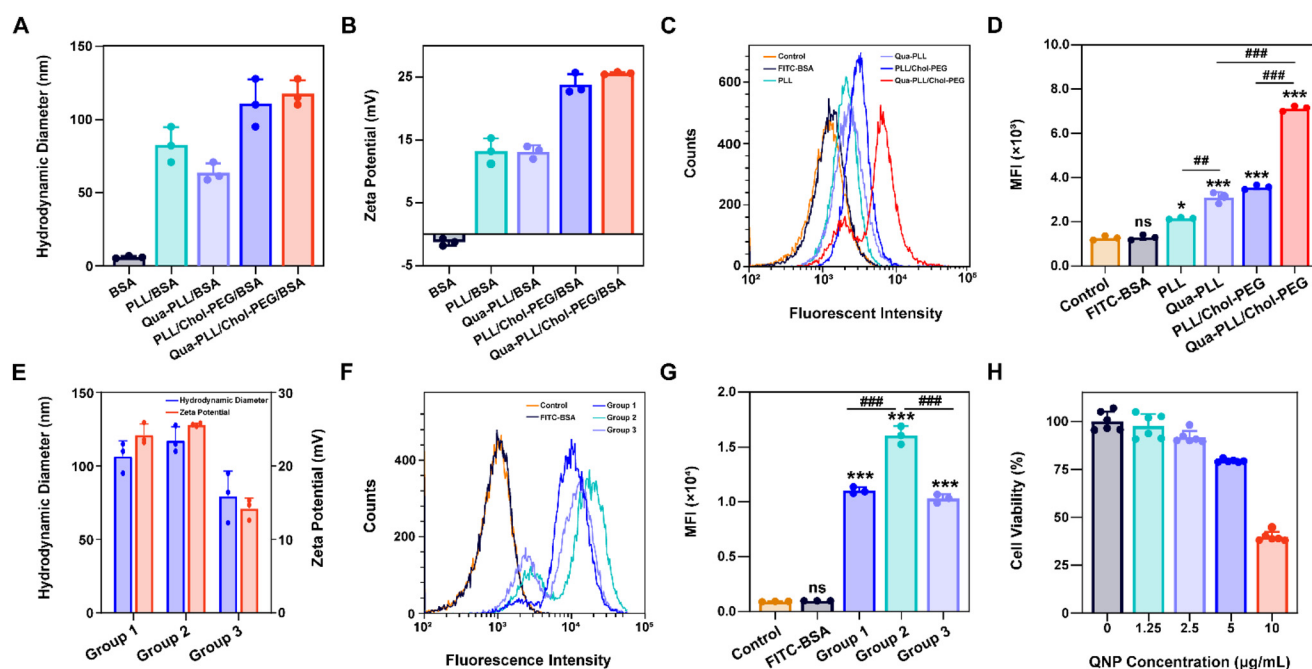 A
Hydrodynamic Diameter (nm)
150
100
50
0
BSA
PLL/BSA
Qua-PLL/BSA
PLL/Chol-PEG/BSA
Qua-PLL/Chol-PEG/BSA
B
Zeta Potential (mV)
25
15
5
-5
BSA
PLL/BSA
Qua-PLL/BSA
PLL/Chol-PEG/BSA
Qua-PLL/Chol-PEG/BSA
C
Control
FITC-BSA
PLL
Qua-PLL
PLL/Chol-PEG
Qua-PLL/Chol-PEG
Counts
600
400
200
0
10² 10³ 10⁴ 10⁵
Fluorescent Intensity
D
MFI (×10³)
10.0
8.0
6.0
4.0
2.0
0
###
###
***
##
***
***
*
ns
Control
FITC-BSA
PLL
Qua-PLL
PLL/Chol-PEG
Qua-PLL/Chol-PEG
E
Hydrodynamic Diameter (nm)
150
100
50
0
Hydrodynamic Diameter
Zeta Potential
30
20
10
0
Zeta Potential (mV)
Group 1
Group 2
Group 3
F
Control
FITC-BSA
Group 1
Group 2
Group 3
Counts
400
200
0
10² 10³ 10⁴ 10⁵
Fluorescence Intensity
G
MFI (×10⁴)
2.0
1.5
1.0
0.5
0.0
### ###
***
***
***
ns
Control
FITC-BSA
Group 1
Group 2
Group 3
H
Cell Viability (%)
100
75
50
25
0
0 1.25 2.5 5 10
QNP Concentration (μg/mL)